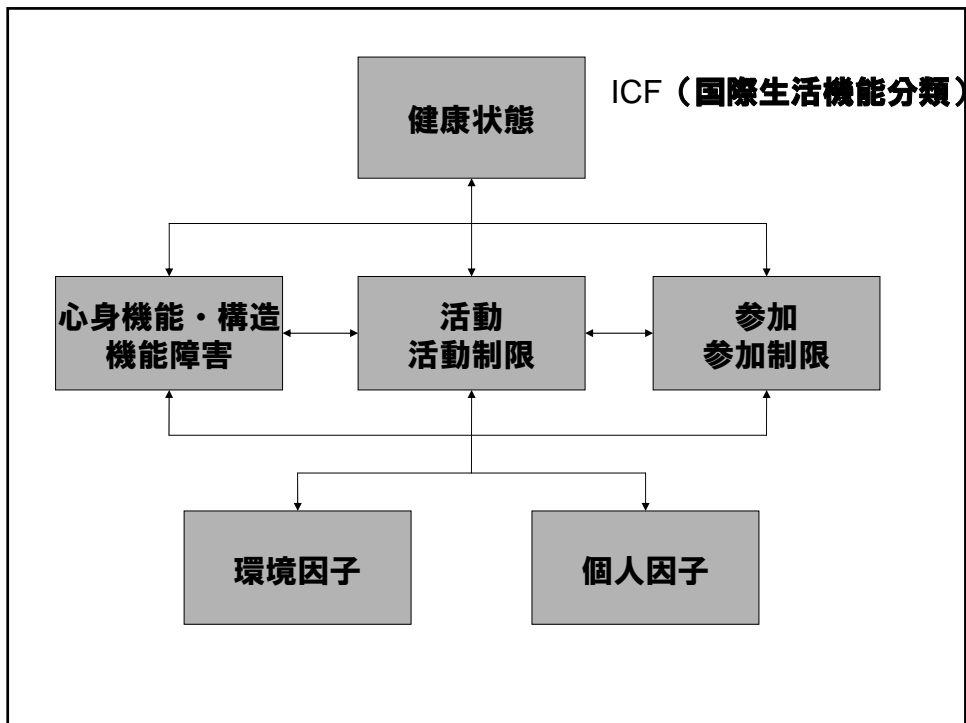 ICF（国際生活機能分類）
健康状態
心身機能・構造
機能障害
活動
活動制限
参加
参加制限
環境因子
個人因子